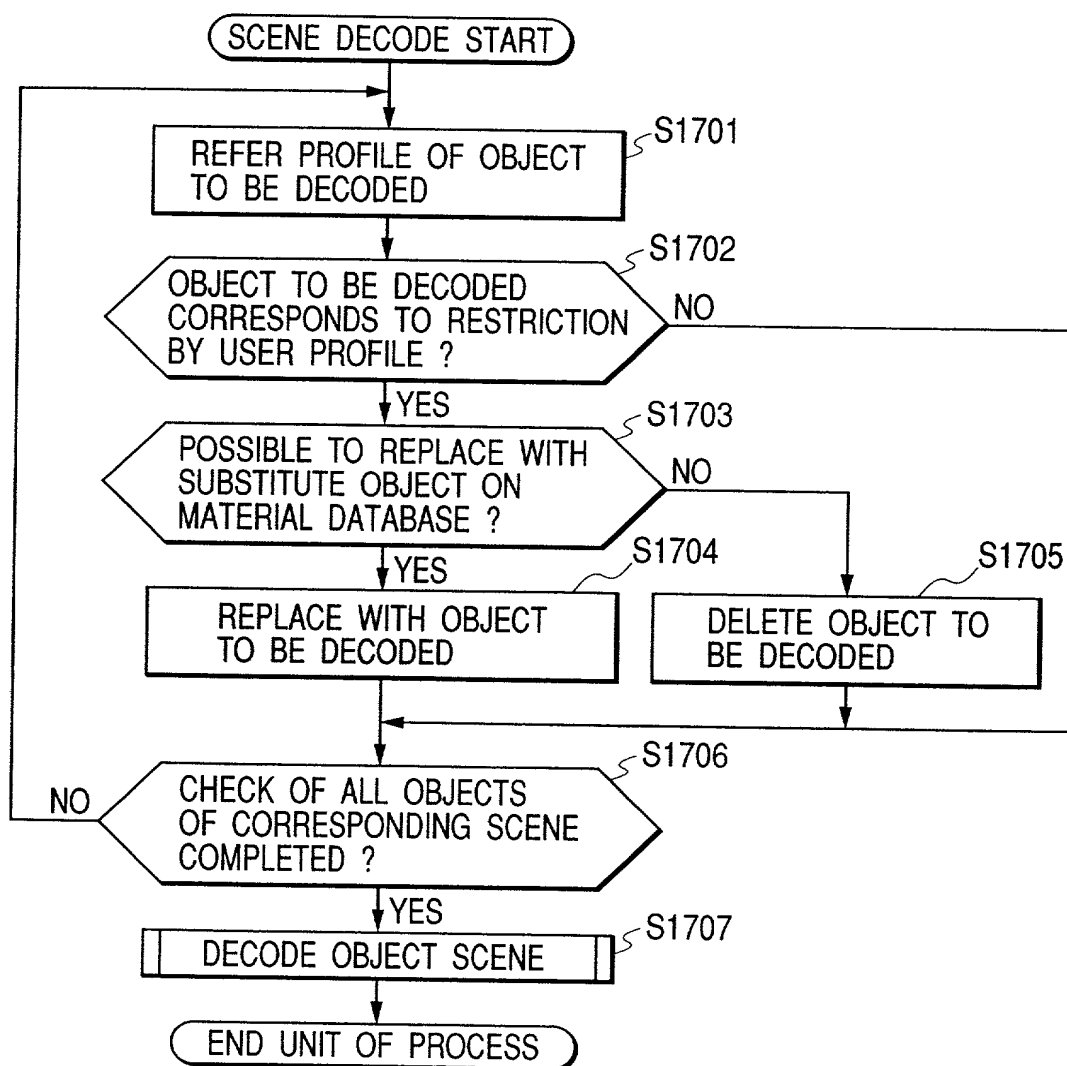 SCENE DECODE START
S1701
REFER PROFILE OF OBJECT
TO BE DECODED
S1702
OBJECT TO BE DECODED
CORRESPONDS TO RESTRICTION
BY USER PROFILE ?
NO
YES
S1703
POSSIBLE TO REPLACE WITH
SUBSTITUTE OBJECT ON
MATERIAL DATABASE ?
NO
YES
S1704
REPLACE WITH OBJECT
TO BE DECODED
S1705
DELETE OBJECT TO
BE DECODED
S1706
CHECK OF ALL OBJECTS
OF CORRESPONDING SCENE
COMPLETED ?
NO
YES
S1707
DECODE OBJECT SCENE
END UNIT OF PROCESS